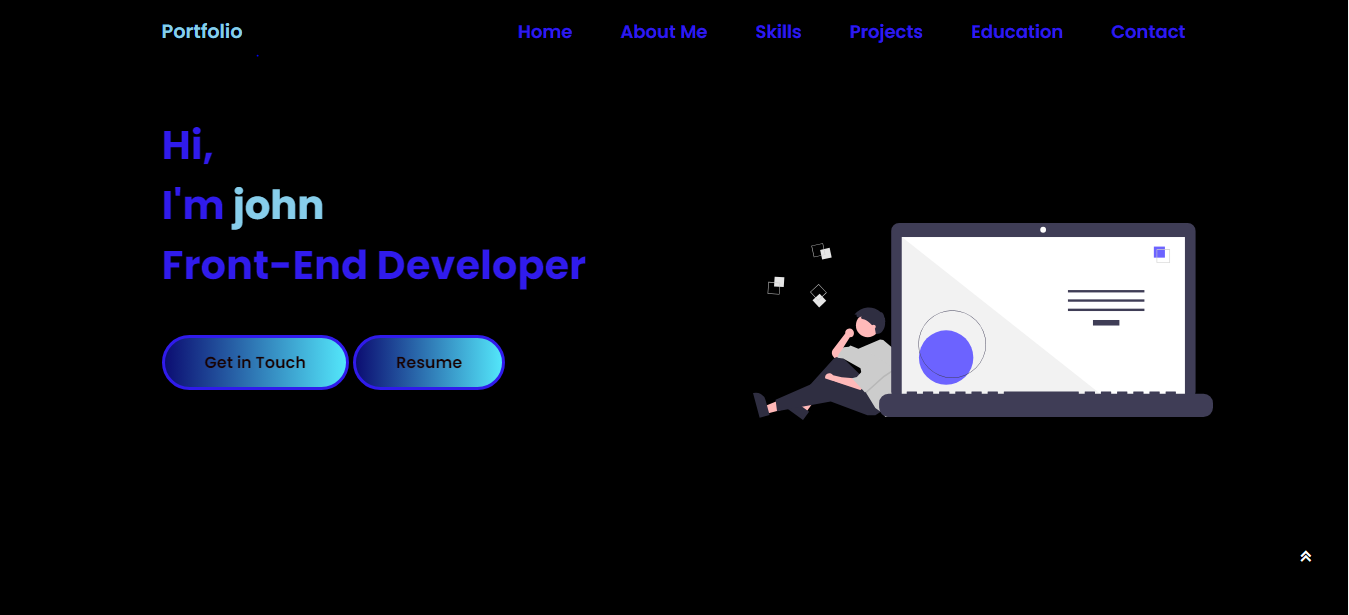 Portfolio Home About Me Skills Projects Education Contact
Hi,
I'm john
Front-End Developer
Get in Touch Resume